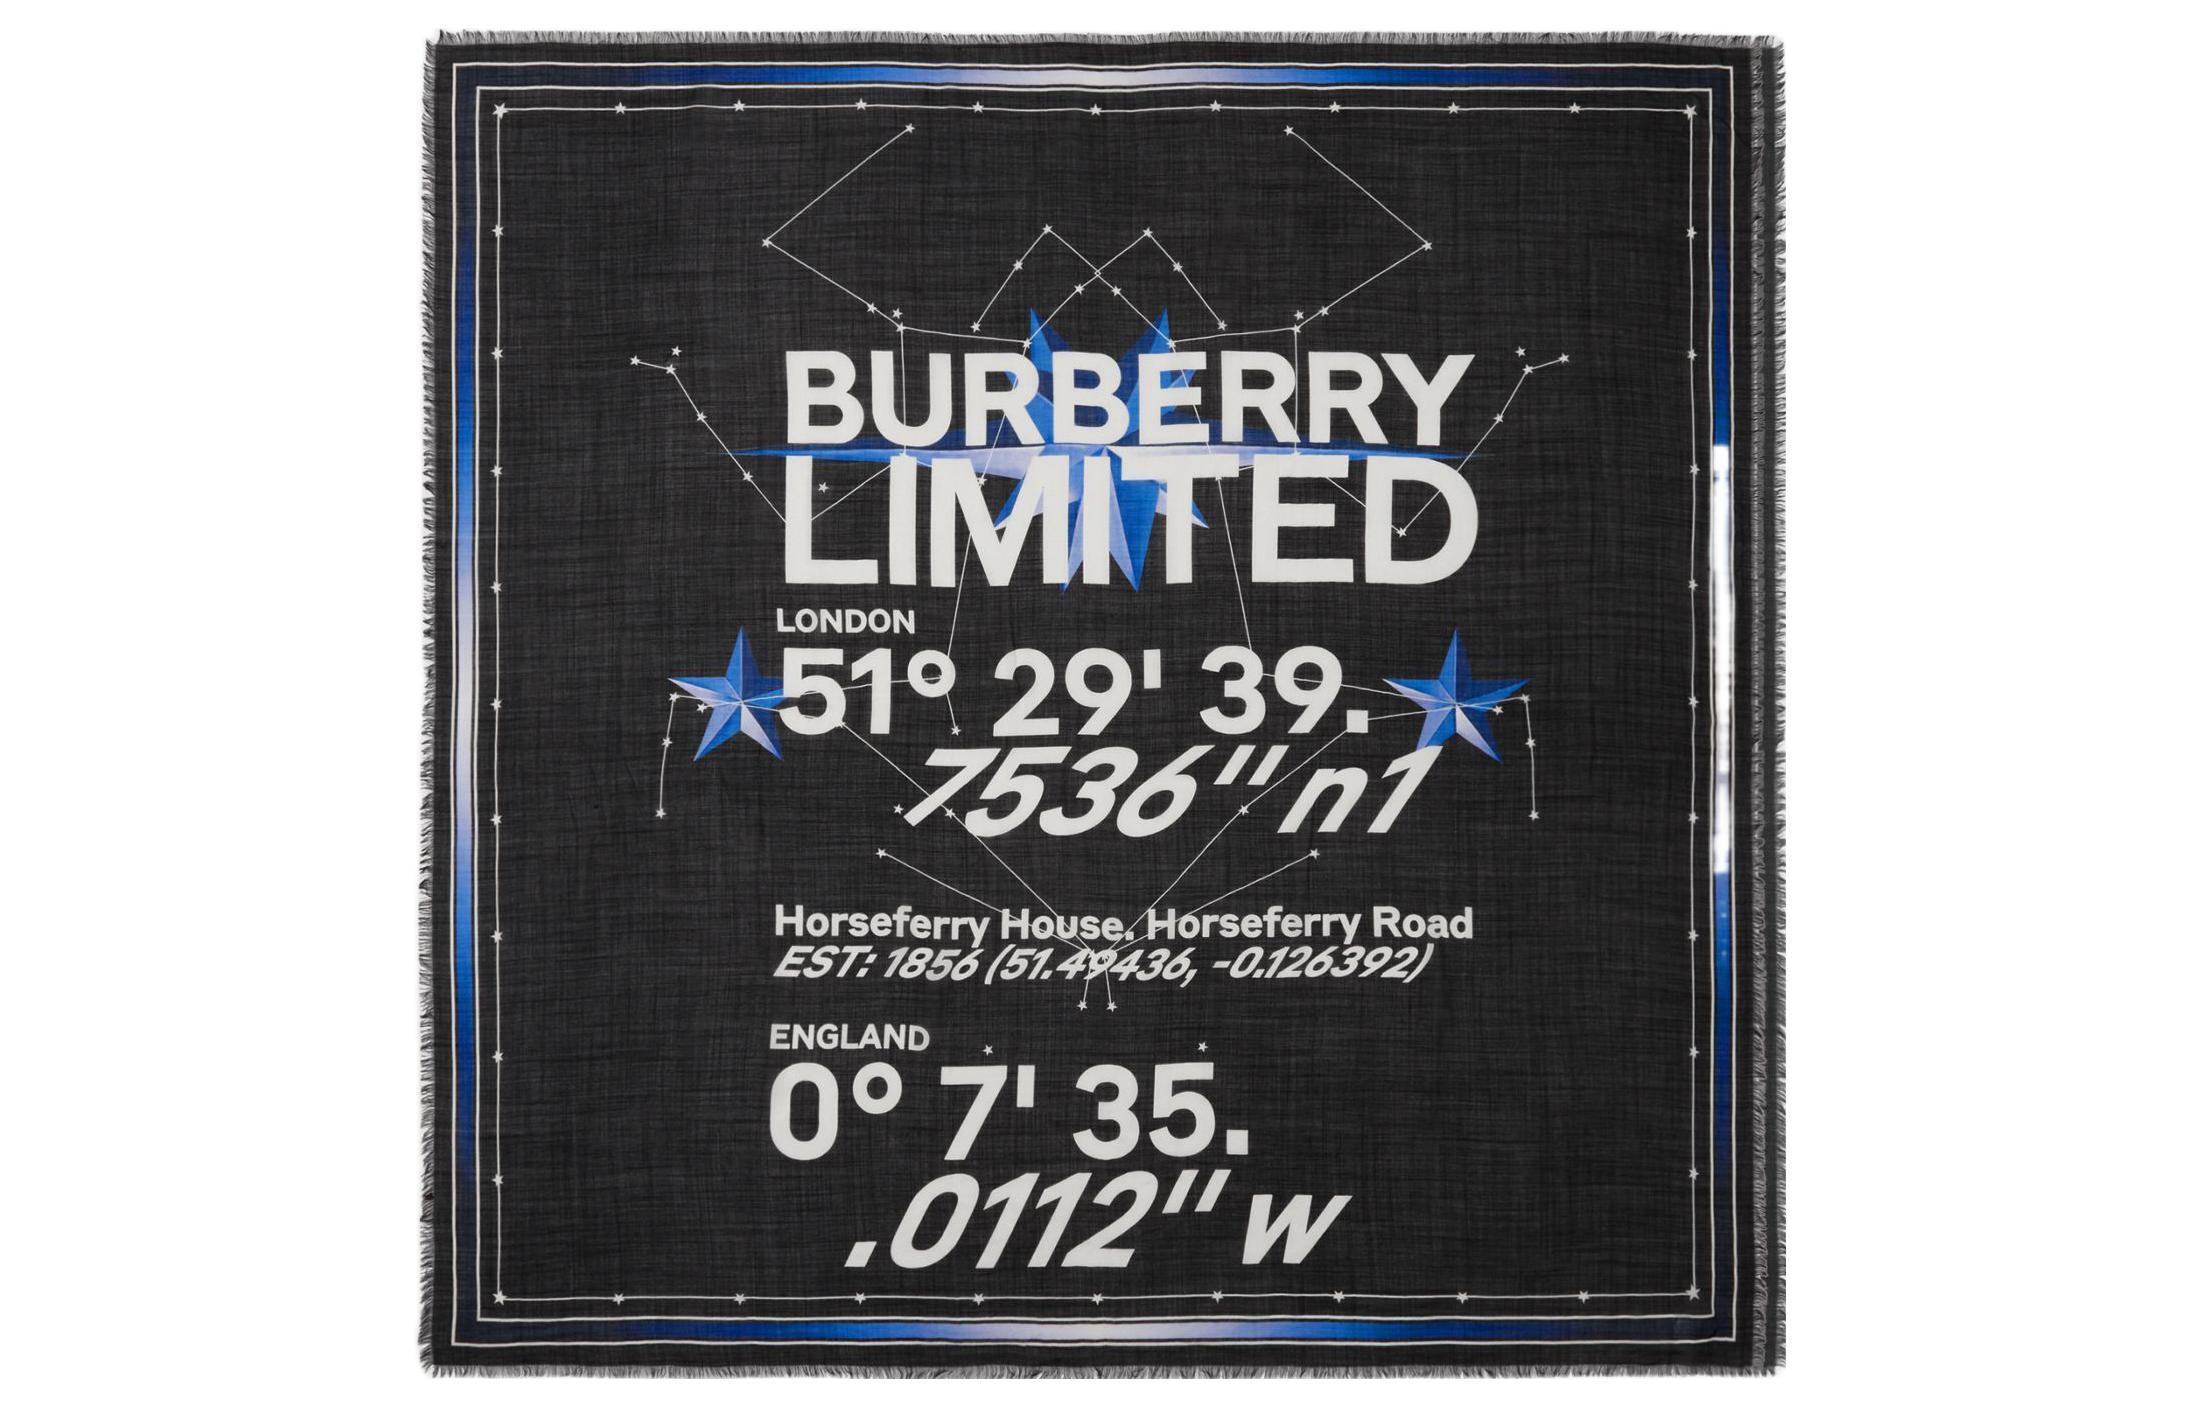 BURBERRY
LIMITED
LONDON
51° 29' 39.
7536" n1
Horseferry House. Horseferry Road
EST: 1856 (51.49436, -0.126392)
ENGLAND
0° 7' 35.
.0112" w